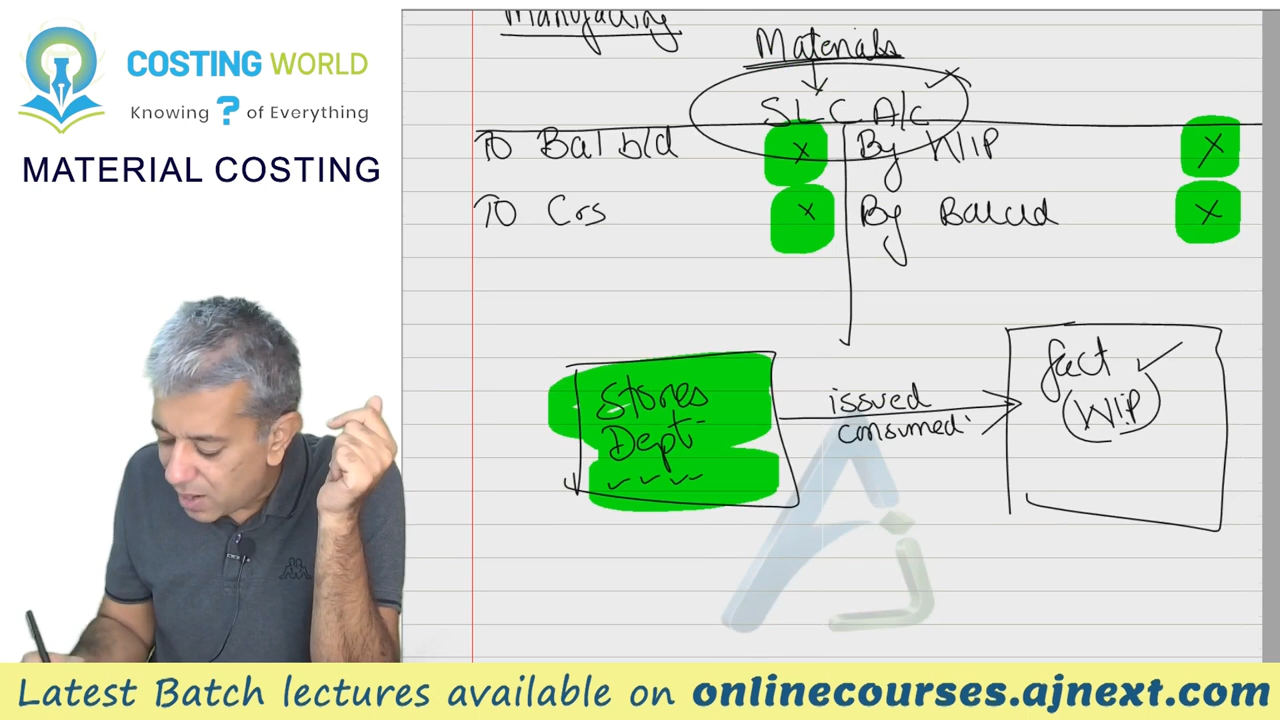 COSTING WORLD
Knowing ? of Everything
MATERIAL COSTING
Materials
SLC A/c
To Bal b/d x By WIP x
To Crs x By Bal c/d x
Stores
Dept
issued
consumed
fact
WIP
Latest Batch lectures available on onlinecourses.ajnext.com